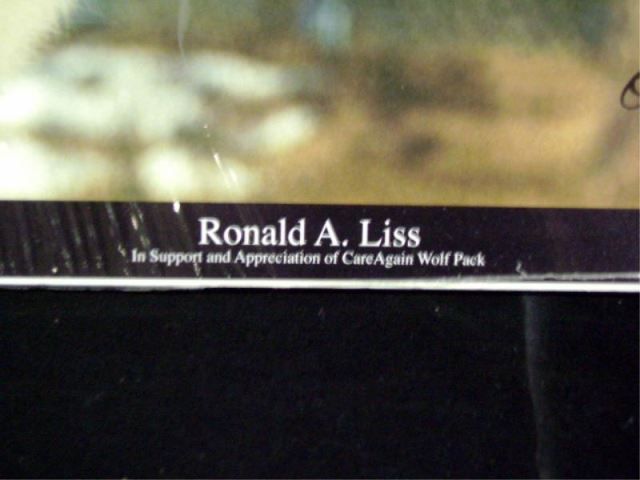 Ronald A. Liss
In Support and Appreciation of CareAgain Wolf Pack